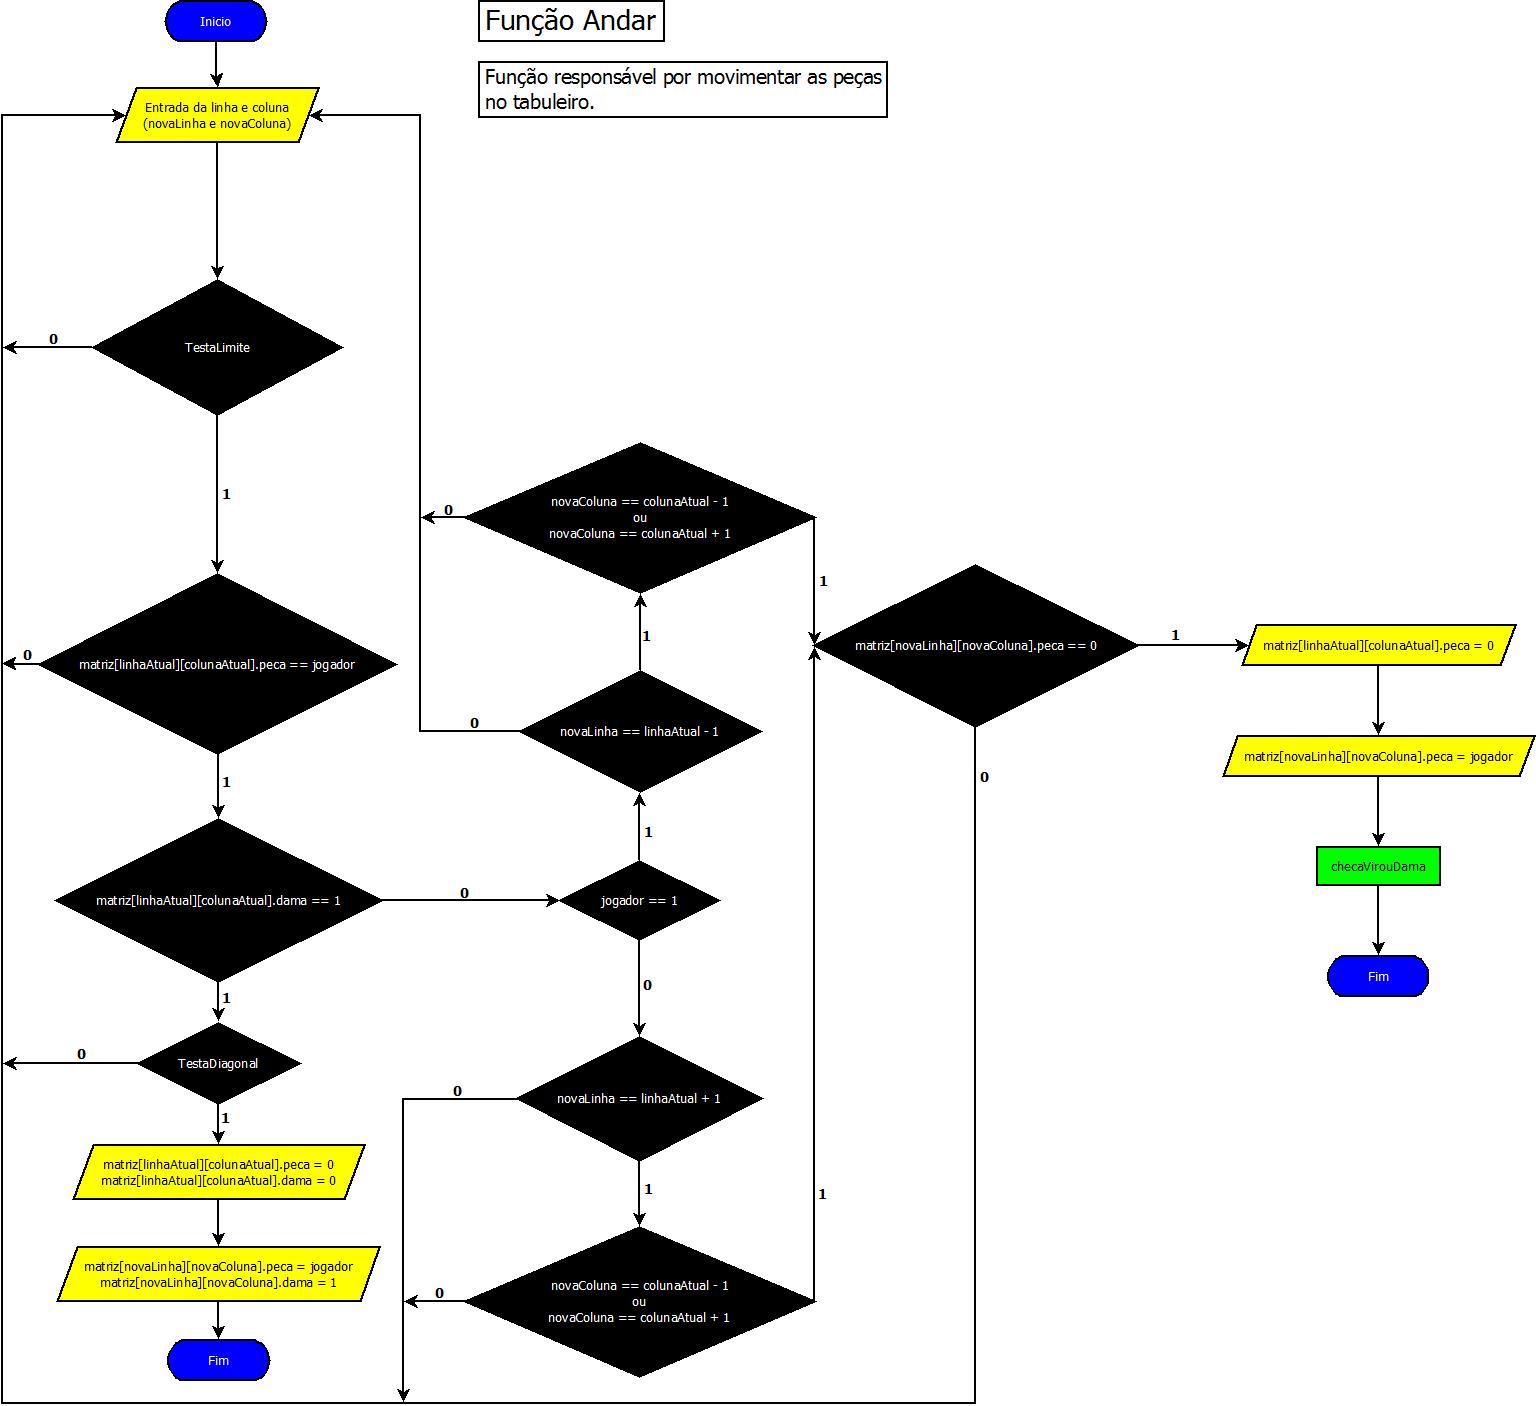 Inicio
Função Andar
Função responsável por movimentar as peças
no tabuleiro.
Entrada da linha e coluna
(novaLinha e novaColuna)
TestaLimite
0
1
matriz[linhaAtual][colunaAtual].peca == jogador
0
1
matriz[linhaAtual][colunaAtual].dama == 1
0
1
TestaDiagonal
0
1
matriz[linhaAtual][colunaAtual].peca = 0
matriz[linhaAtual][colunaAtual].dama = 0
matriz[novaLinha][novaColuna].peca = jogador
matriz[novaLinha][novaColuna].dama = 1
Fim
novaColuna == colunaAtual - 1
ou
novaColuna == colunaAtual + 1
0
1
1
novaLinha == linhaAtual - 1
0
1
jogador == 1
0
novaLinha == linhaAtual + 1
0
1
novaColuna == colunaAtual - 1
ou
novaColuna == colunaAtual + 1
0
1
matriz[novaLinha][novaColuna].peca == 0
1
0
matriz[linhaAtual][colunaAtual].peca = 0
matriz[novaLinha][novaColuna].peca = jogador
checaVirouDama
Fim